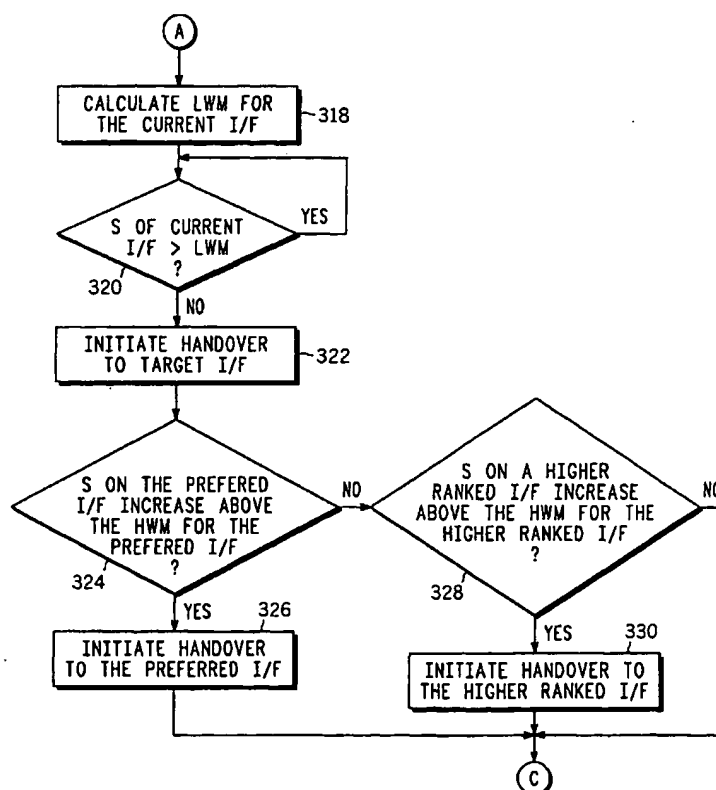 A
CALCULATE LWM FOR
THE CURRENT I/F
318
S OF CURRENT
I/F > LWM
?
YES
320
NO
INITIATE HANDOVER
TO TARGET I/F
322
S ON THE PREFERED
I/F INCREASE ABOVE
THE HWM FOR THE
PREFERED I/F
?
NO
324
YES
S ON A HIGHER
RANKED I/F INCREASE
ABOVE THE HWM FOR THE
HIGHER RANKED I/F
?
NO
328
YES
326
INITIATE HANDOVER
TO THE PREFERRED I/F
330
INITIATE HANDOVER TO
THE HIGHER RANKED I/F
C